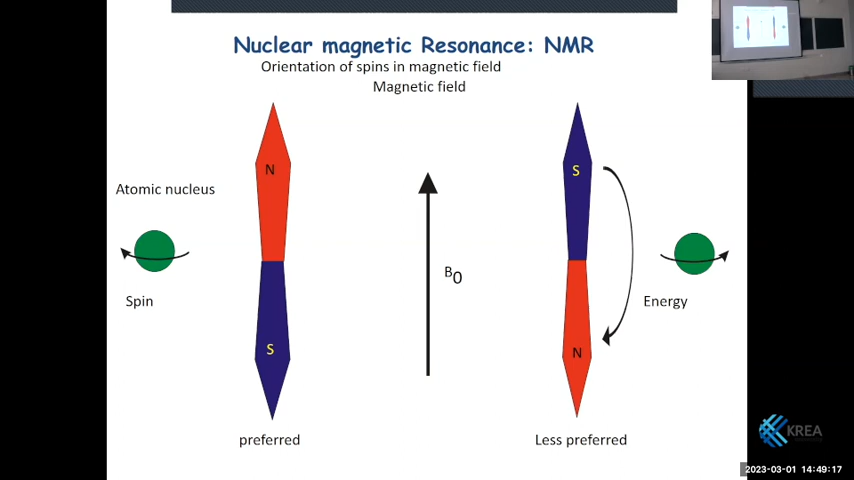 Nuclear magnetic Resonance: NMR
Orientation of spins in magnetic field
Magnetic field
N
S
Atomic nucleus
B0
Spin
Energy
S
N
preferred
Less preferred
KREA
2023-03-01 14:49:17